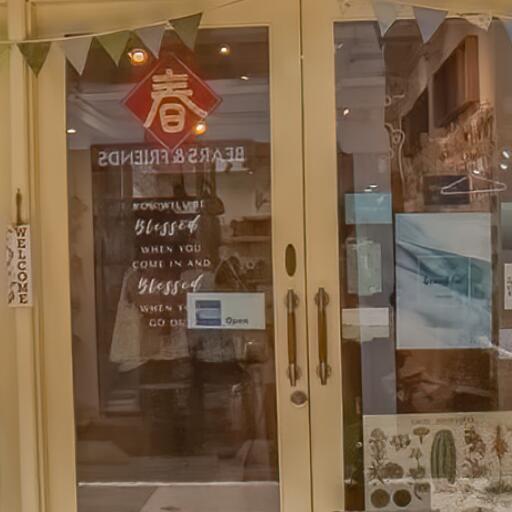 春
BEARS & FRIENDS
YOU WILL BE
Blessed
WHEN YOU
COME IN AND
Blessed
WHEN YOU
GO OUT
Open
WELCOME